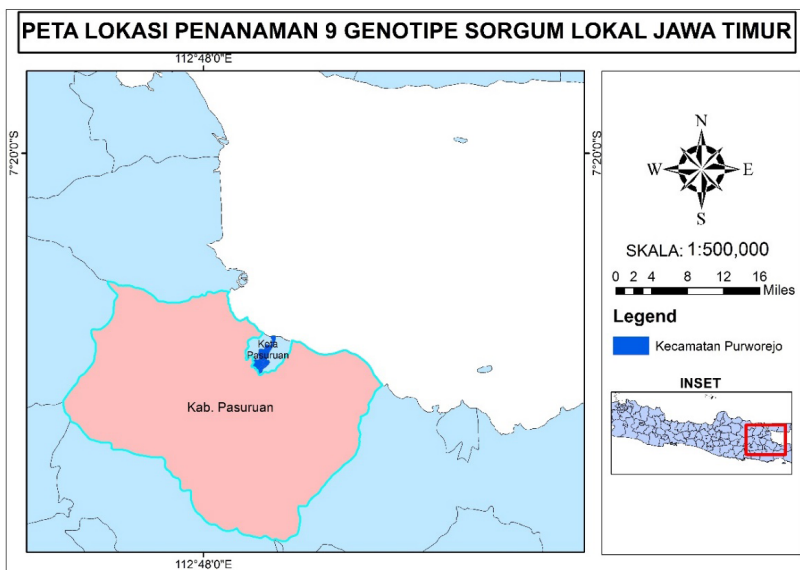 PETA LOKASI PENANAMAN 9 GENOTIPE SORGUM LOKAL JAWA TIMUR
112°48'0"E
7°20'0"S
7°20'0"S
Kota
Pasuruan
Kab. Pasuruan
112°48'0"E
N
W
E
S
SKALA: 1:500,000
0 2 4 8 12 16
Miles
Legend
Kecamatan Purworejo
INSET